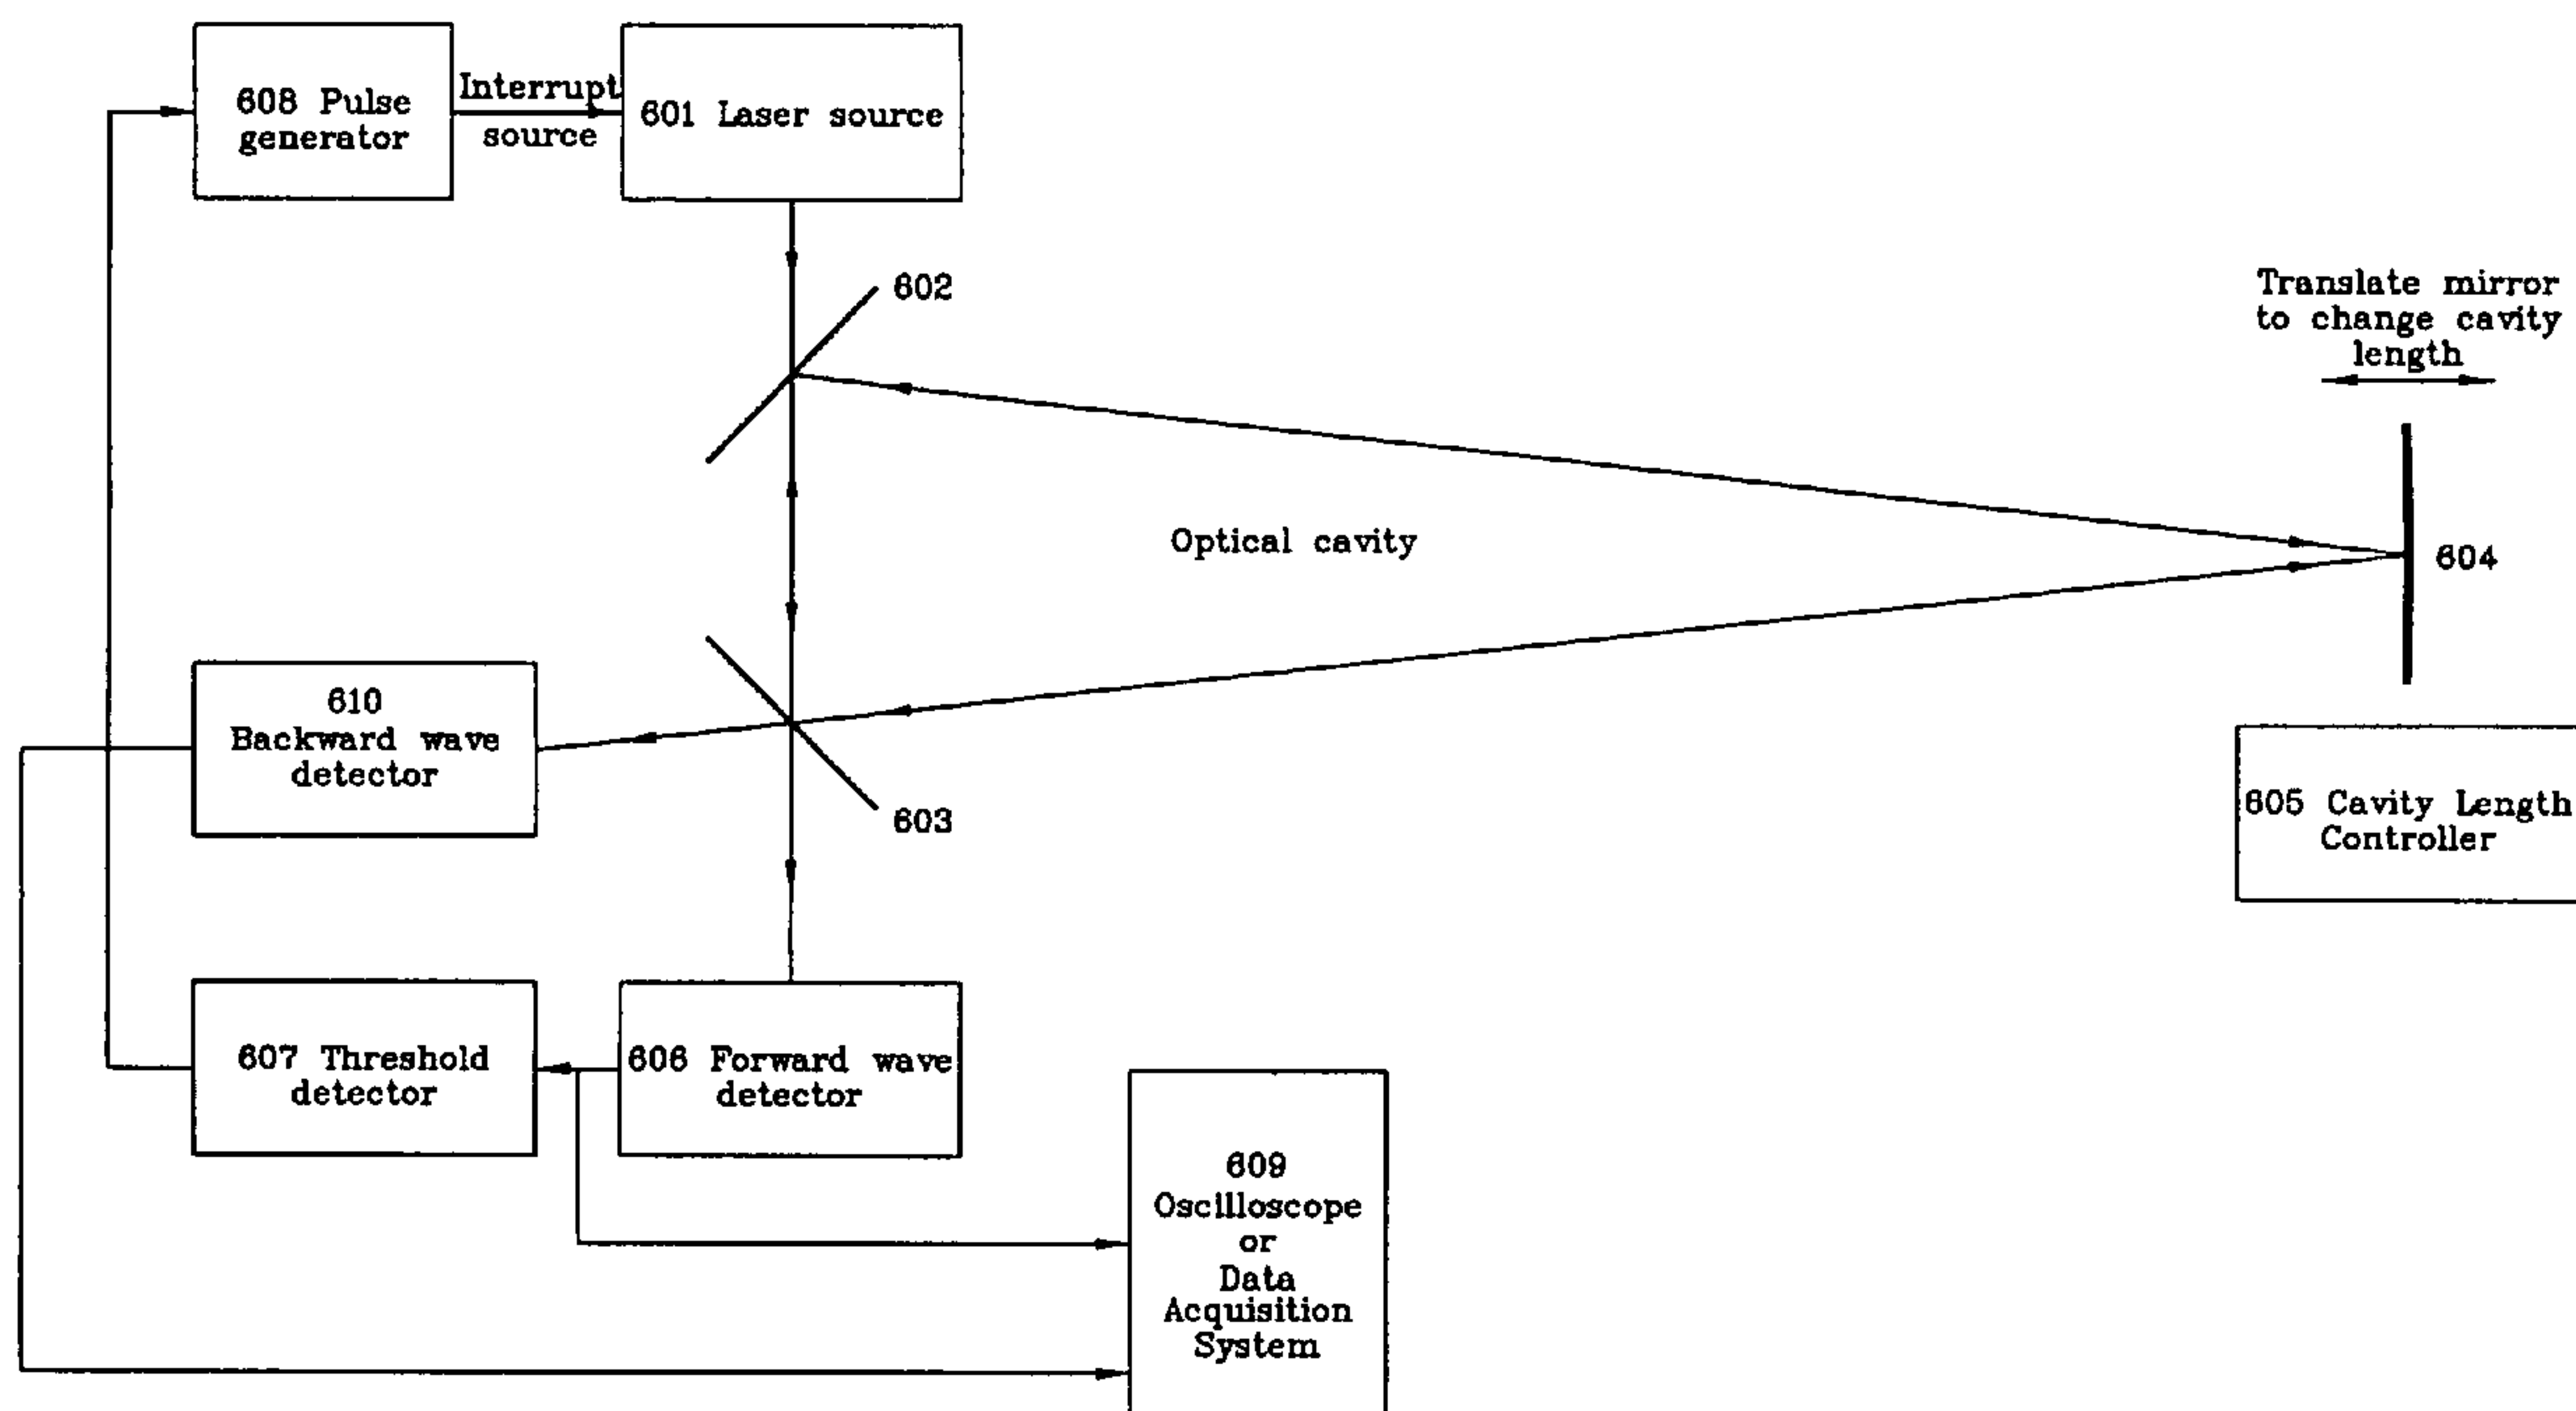 608 Pulse
generator
Interrupt
source
601 Laser source
602
Translate mirror
to change cavity
length
Optical cavity
604
610
Backward wave
detector
603
605 Cavity Length
Controller
607 Threshold
detector
606 Forward wave
detector
609
Oscilloscope
or
Data
Acquisition
System